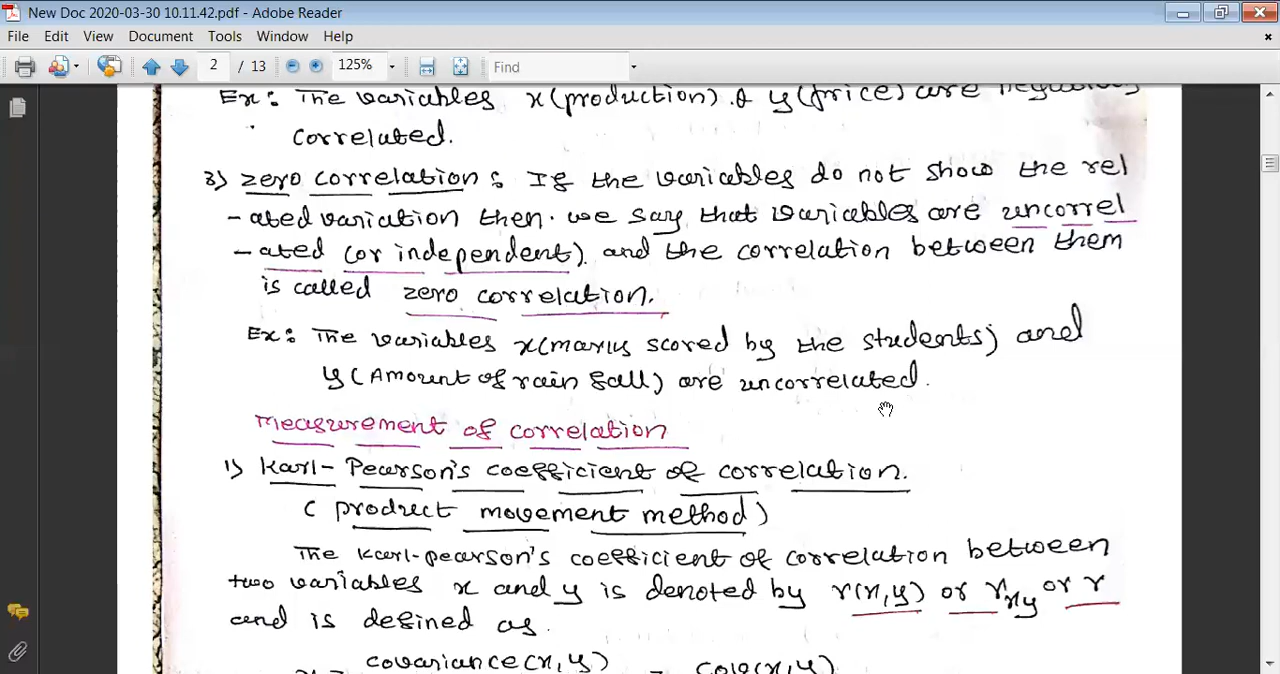 New Doc 2020-03-30 10.11.42.pdf - Adobe Reader
File Edit View Document Tools Window Help
2 / 13 125% Find
Ex: The variables x(production) & y(price) are
correlated.
3) zero correlation: If the variables do not show the rel
-ated variation then we say that variables are uncorrel
-ated (or independent) and the correlation between them
is called zero correlation.
Ex: The variables x(marks scored by the students) and
y(Amount of rain fall) are uncorrelated.
Measurement of correlation
1) Karl-Pearson's coefficient of correlation.
(product movement method)
The Karl-pearson's coefficient of correlation between
two variables x and y is denoted by r(x,y) or rxy or r
and is defined as
covariance(x,y) = cov(x,y)